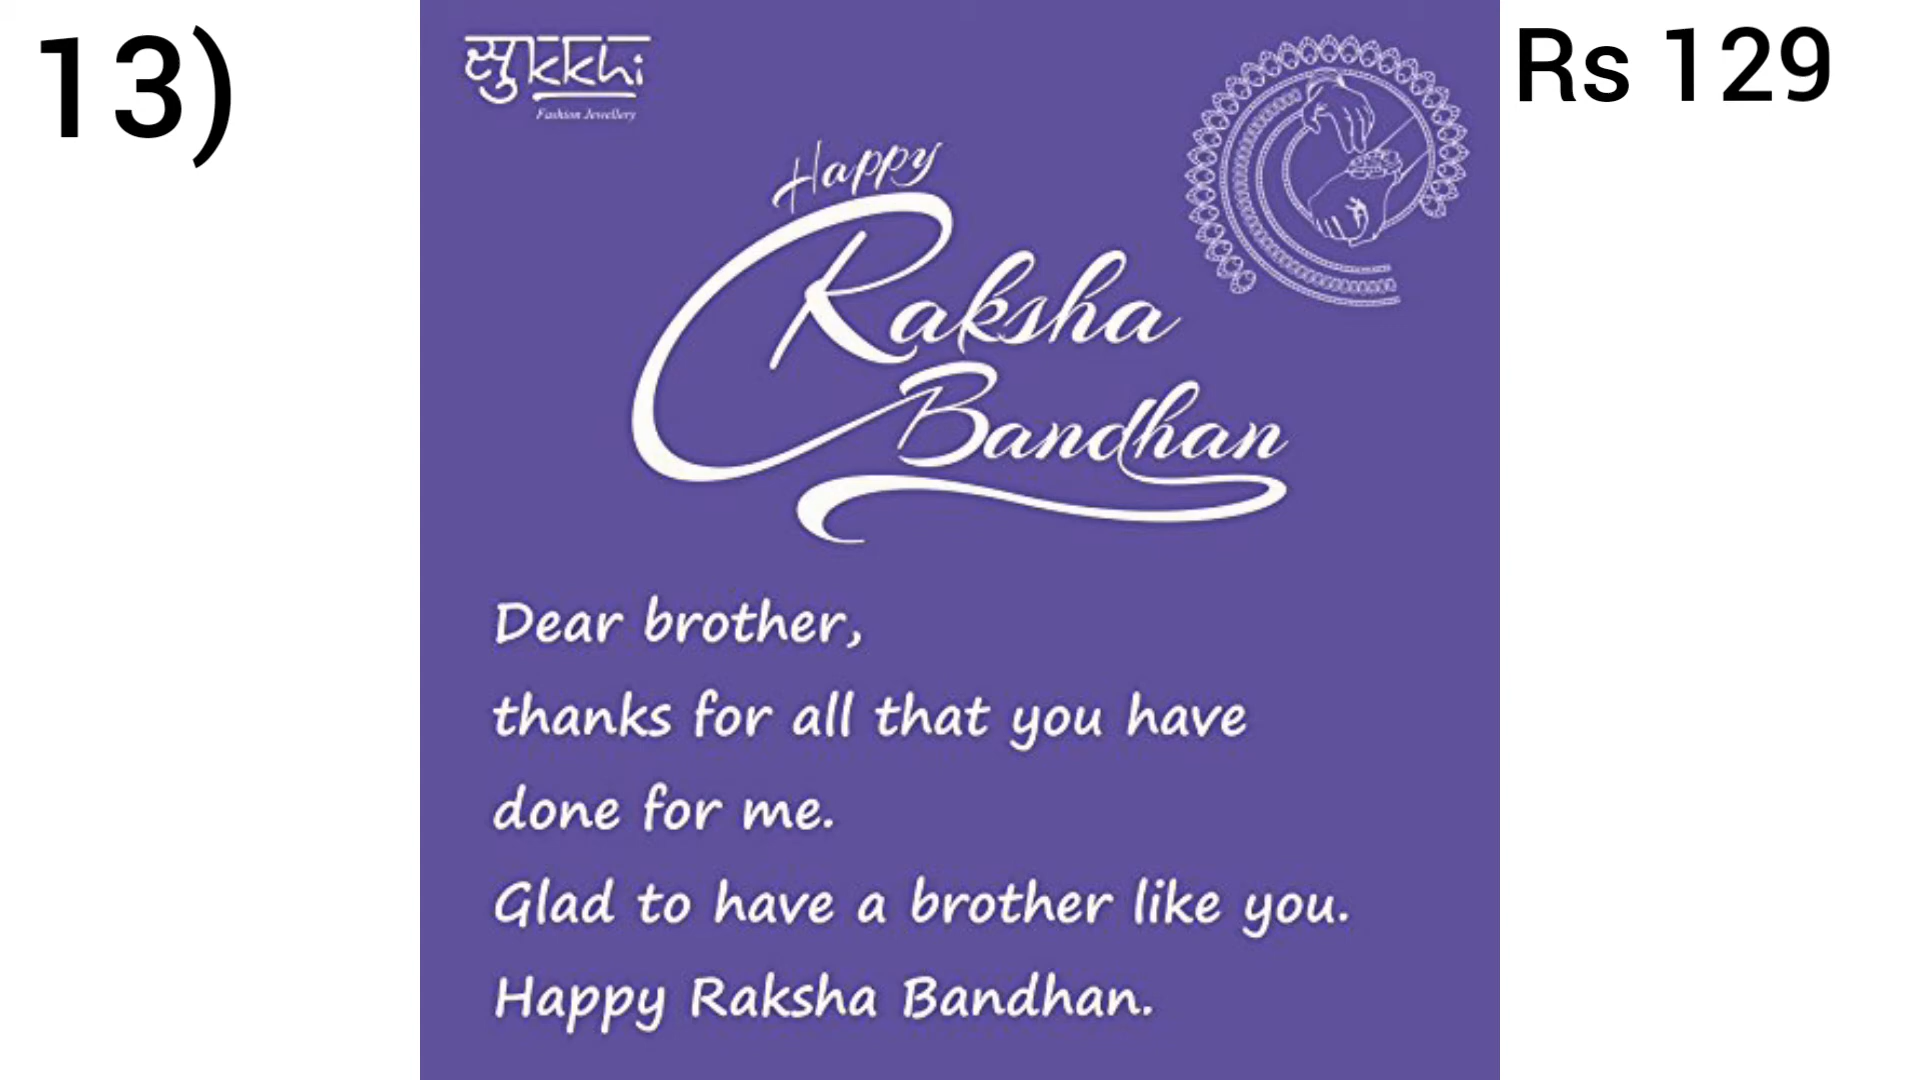 13)
सुkkhi
Fashion Jewellery
Rs 129
Happy
Raksha
Bandhan
Dear brother,
thanks for all that you have
done for me.
Glad to have a brother like you.
Happy Raksha Bandhan.